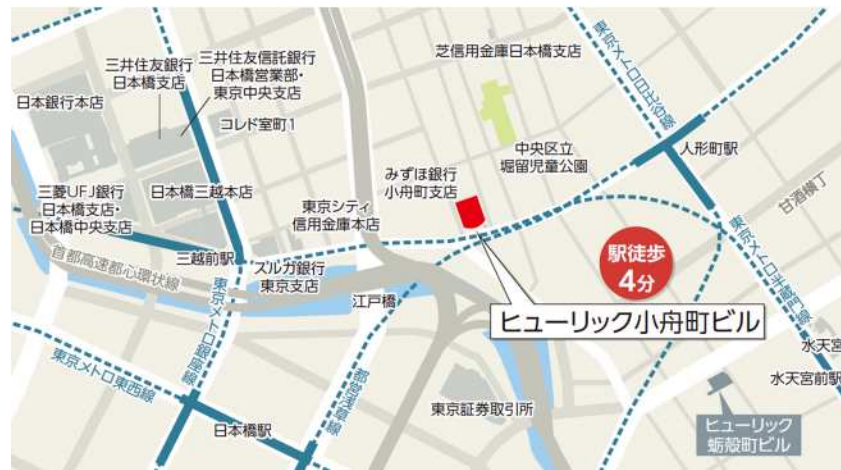 三井住友銀行
日本橋支店
三井住友信託銀行
日本橋営業部・
東京中央支店
芝信用金庫日本橋支店
東京メトロ日比谷線
日本銀行本店
コレド室町1
中央区立
堀留児童公園
人形町駅
みずほ銀行
小舟町支店
三菱UFJ銀行
日本橋支店・
日本橋中央支店
日本橋三越本店
東京シティ
信用金庫本店
甘酒横丁
三越前駅
首都高速都心環状線
スルガ銀行
東京支店
駅徒歩
4分
東京メトロ半蔵門線
江戸橋
ヒューリック小舟町ビル
東京メトロ銀座線
東京メトロ東西線
都営浅草線
水天宮
水天宮前駅
東京証券取引所
日本橋駅
ヒューリック
蛎殻町ビル